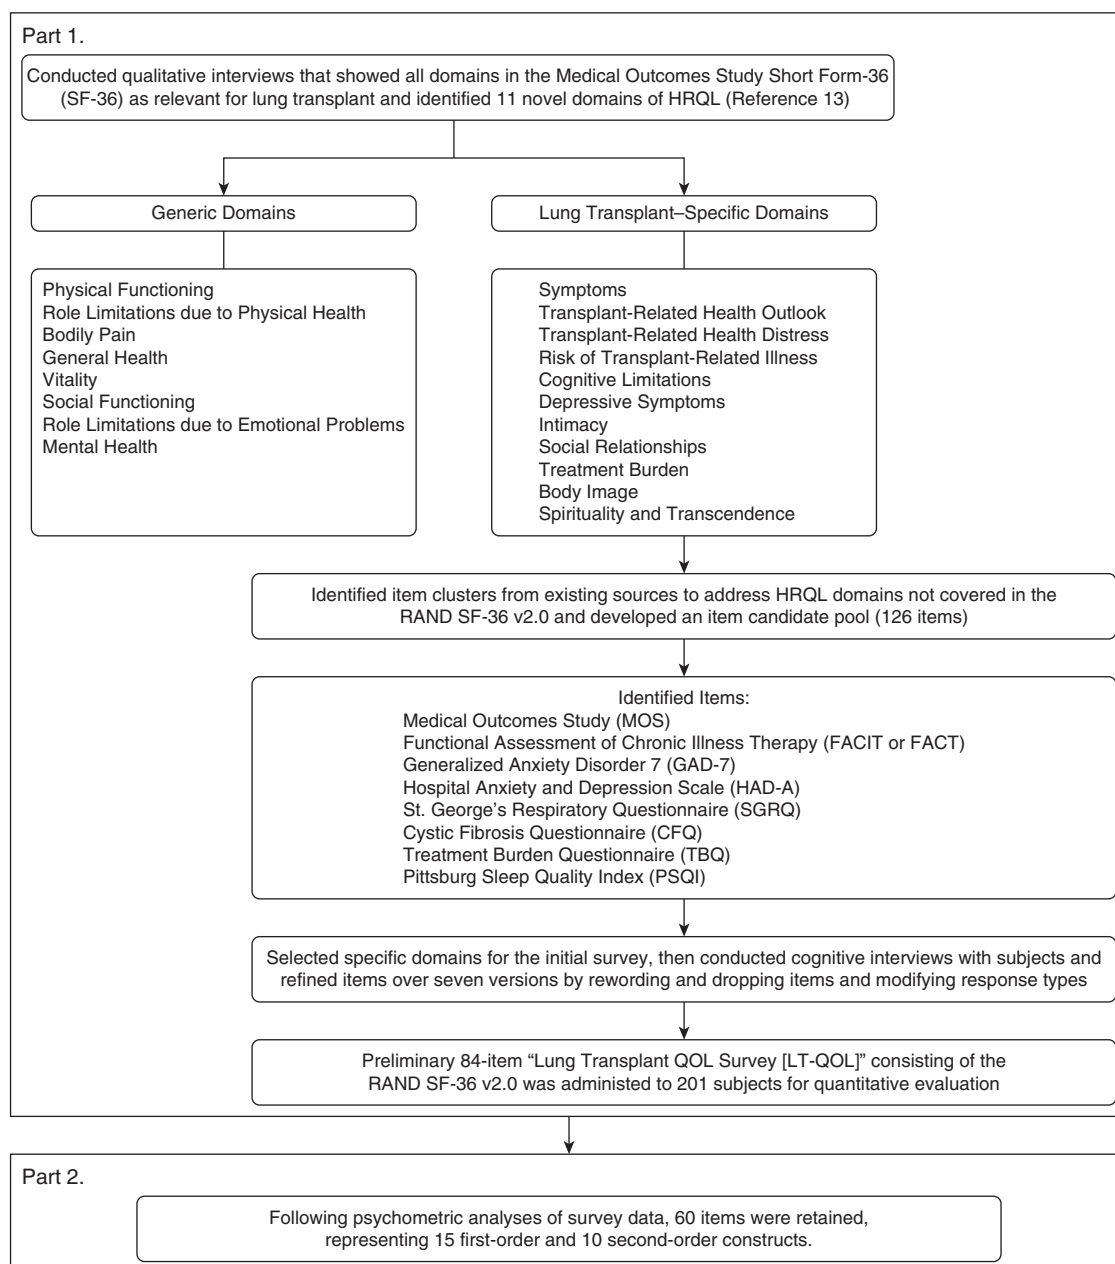 Part 1.
Conducted qualitative interviews that showed all domains in the Medical Outcomes Study Short Form-36
(SF-36) as relevant for lung transplant and identified 11 novel domains of HRQL (Reference 13)
Generic Domains
Physical Functioning
Role Limitations due to Physical Health
Bodily Pain
General Health
Vitality
Social Functioning
Role Limitations due to Emotional Problems
Mental Health
Lung Transplant–Specific Domains
Symptoms
Transplant-Related Health Outlook
Transplant-Related Health Distress
Risk of Transplant-Related Illness
Cognitive Limitations
Depressive Symptoms
Intimacy
Social Relationships
Treatment Burden
Body Image
Spirituality and Transcendence
Identified item clusters from existing sources to address HRQL domains not covered in the
RAND SF-36 v2.0 and developed an item candidate pool (126 items)
Identified Items:
Medical Outcomes Study (MOS)
Functional Assessment of Chronic Illness Therapy (FACIT or FACT)
Generalized Anxiety Disorder 7 (GAD-7)
Hospital Anxiety and Depression Scale (HAD-A)
St. George’s Respiratory Questionnaire (SGRQ)
Cystic Fibrosis Questionnaire (CFQ)
Treatment Burden Questionnaire (TBQ)
Pittsburg Sleep Quality Index (PSQI)
Selected specific domains for the initial survey, then conducted cognitive interviews with subjects and
refined items over seven versions by rewording and dropping items and modifying response types
Preliminary 84-item “Lung Transplant QOL Survey [LT-QOL]” consisting of the
RAND SF-36 v2.0 was administed to 201 subjects for quantitative evaluation
Part 2.
Following psychometric analyses of survey data, 60 items were retained,
representing 15 first-order and 10 second-order constructs.